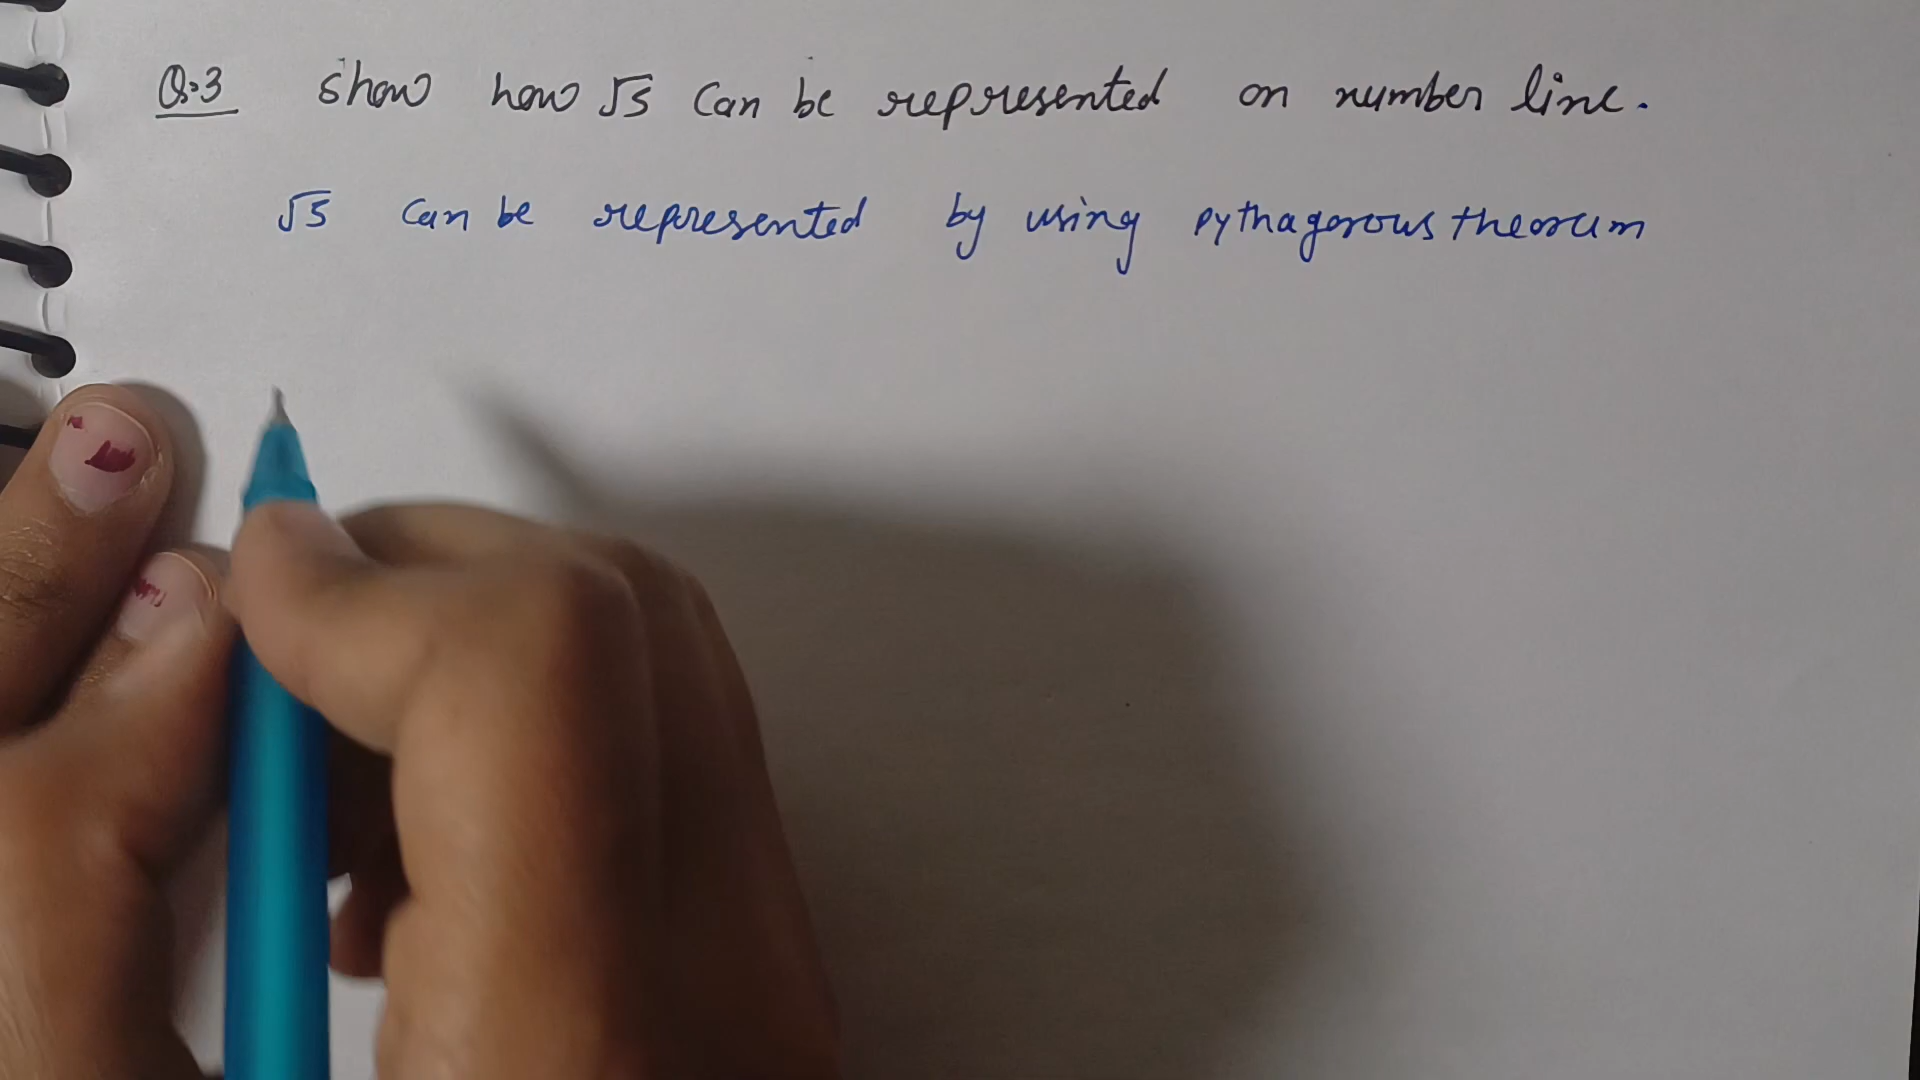 Q.3 Show how √5 can be represented on number line.
√5 can be represented by using pythagorous theorum